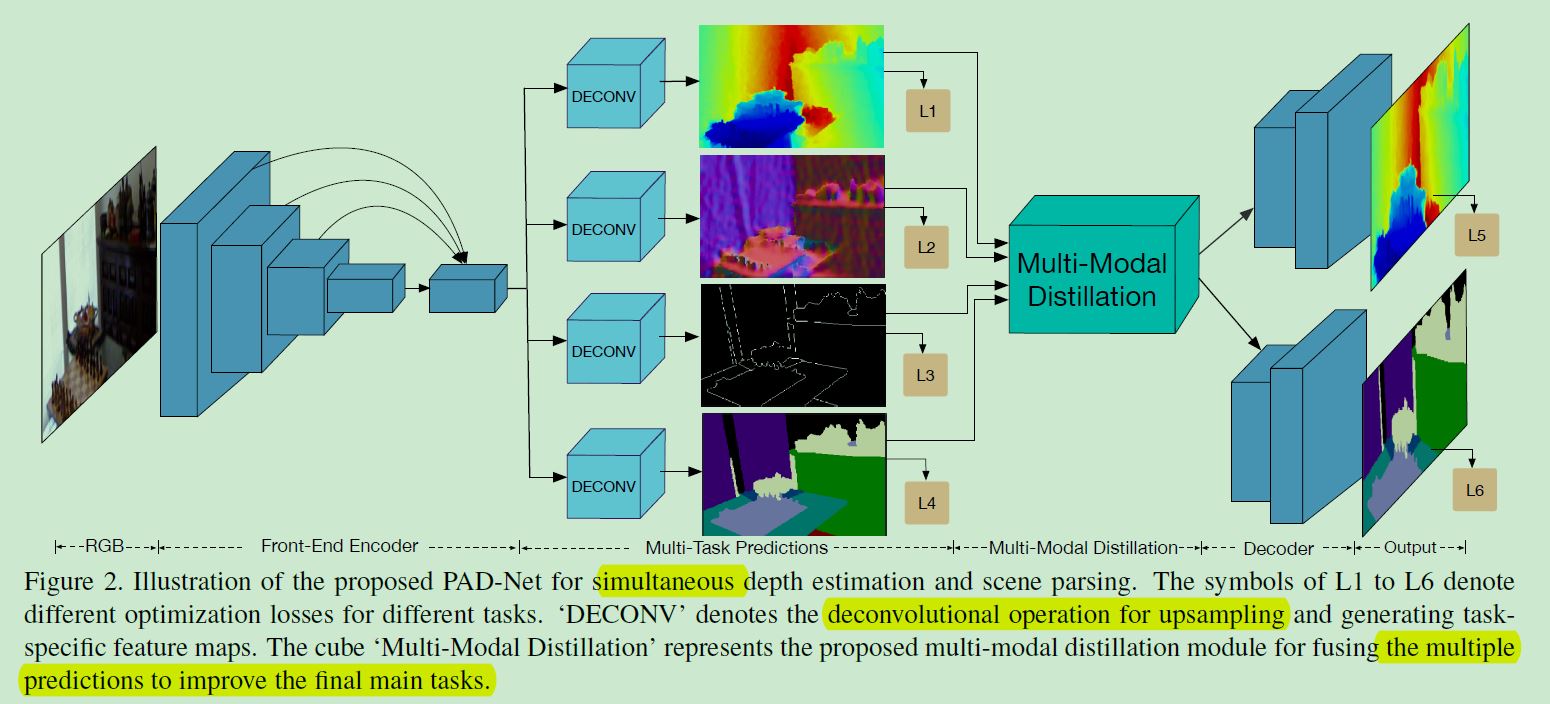 DECONV
L1
DECONV
L2
DECONV
L3
DECONV
L4
Multi-Modal
Distillation
L5
L6
RGB
Front-End Encoder
Multi-Task Predictions
Multi-Modal Distillation
Decoder
Output
Figure 2. Illustration of the proposed PAD-Net for simultaneous depth estimation and scene parsing. The symbols of L1 to L6 denote
different optimization losses for different tasks. ‘DECONV’ denotes the deconvolutional operation for upsampling and generating task-
specific feature maps. The cube ‘Multi-Modal Distillation’ represents the proposed multi-modal distillation module for fusing the multiple
predictions to improve the final main tasks.